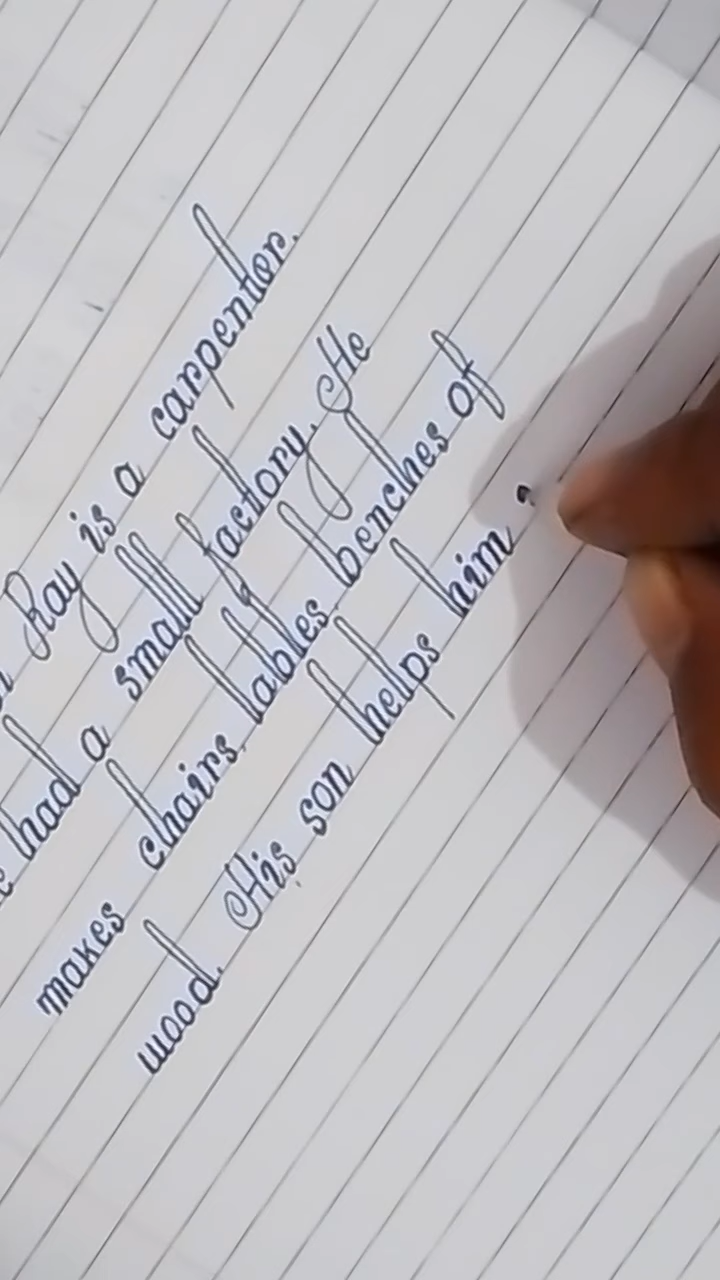 Ray is a carpenter.
had a small factory. He
makes chairs, tables, benches of
wood. His son helps him